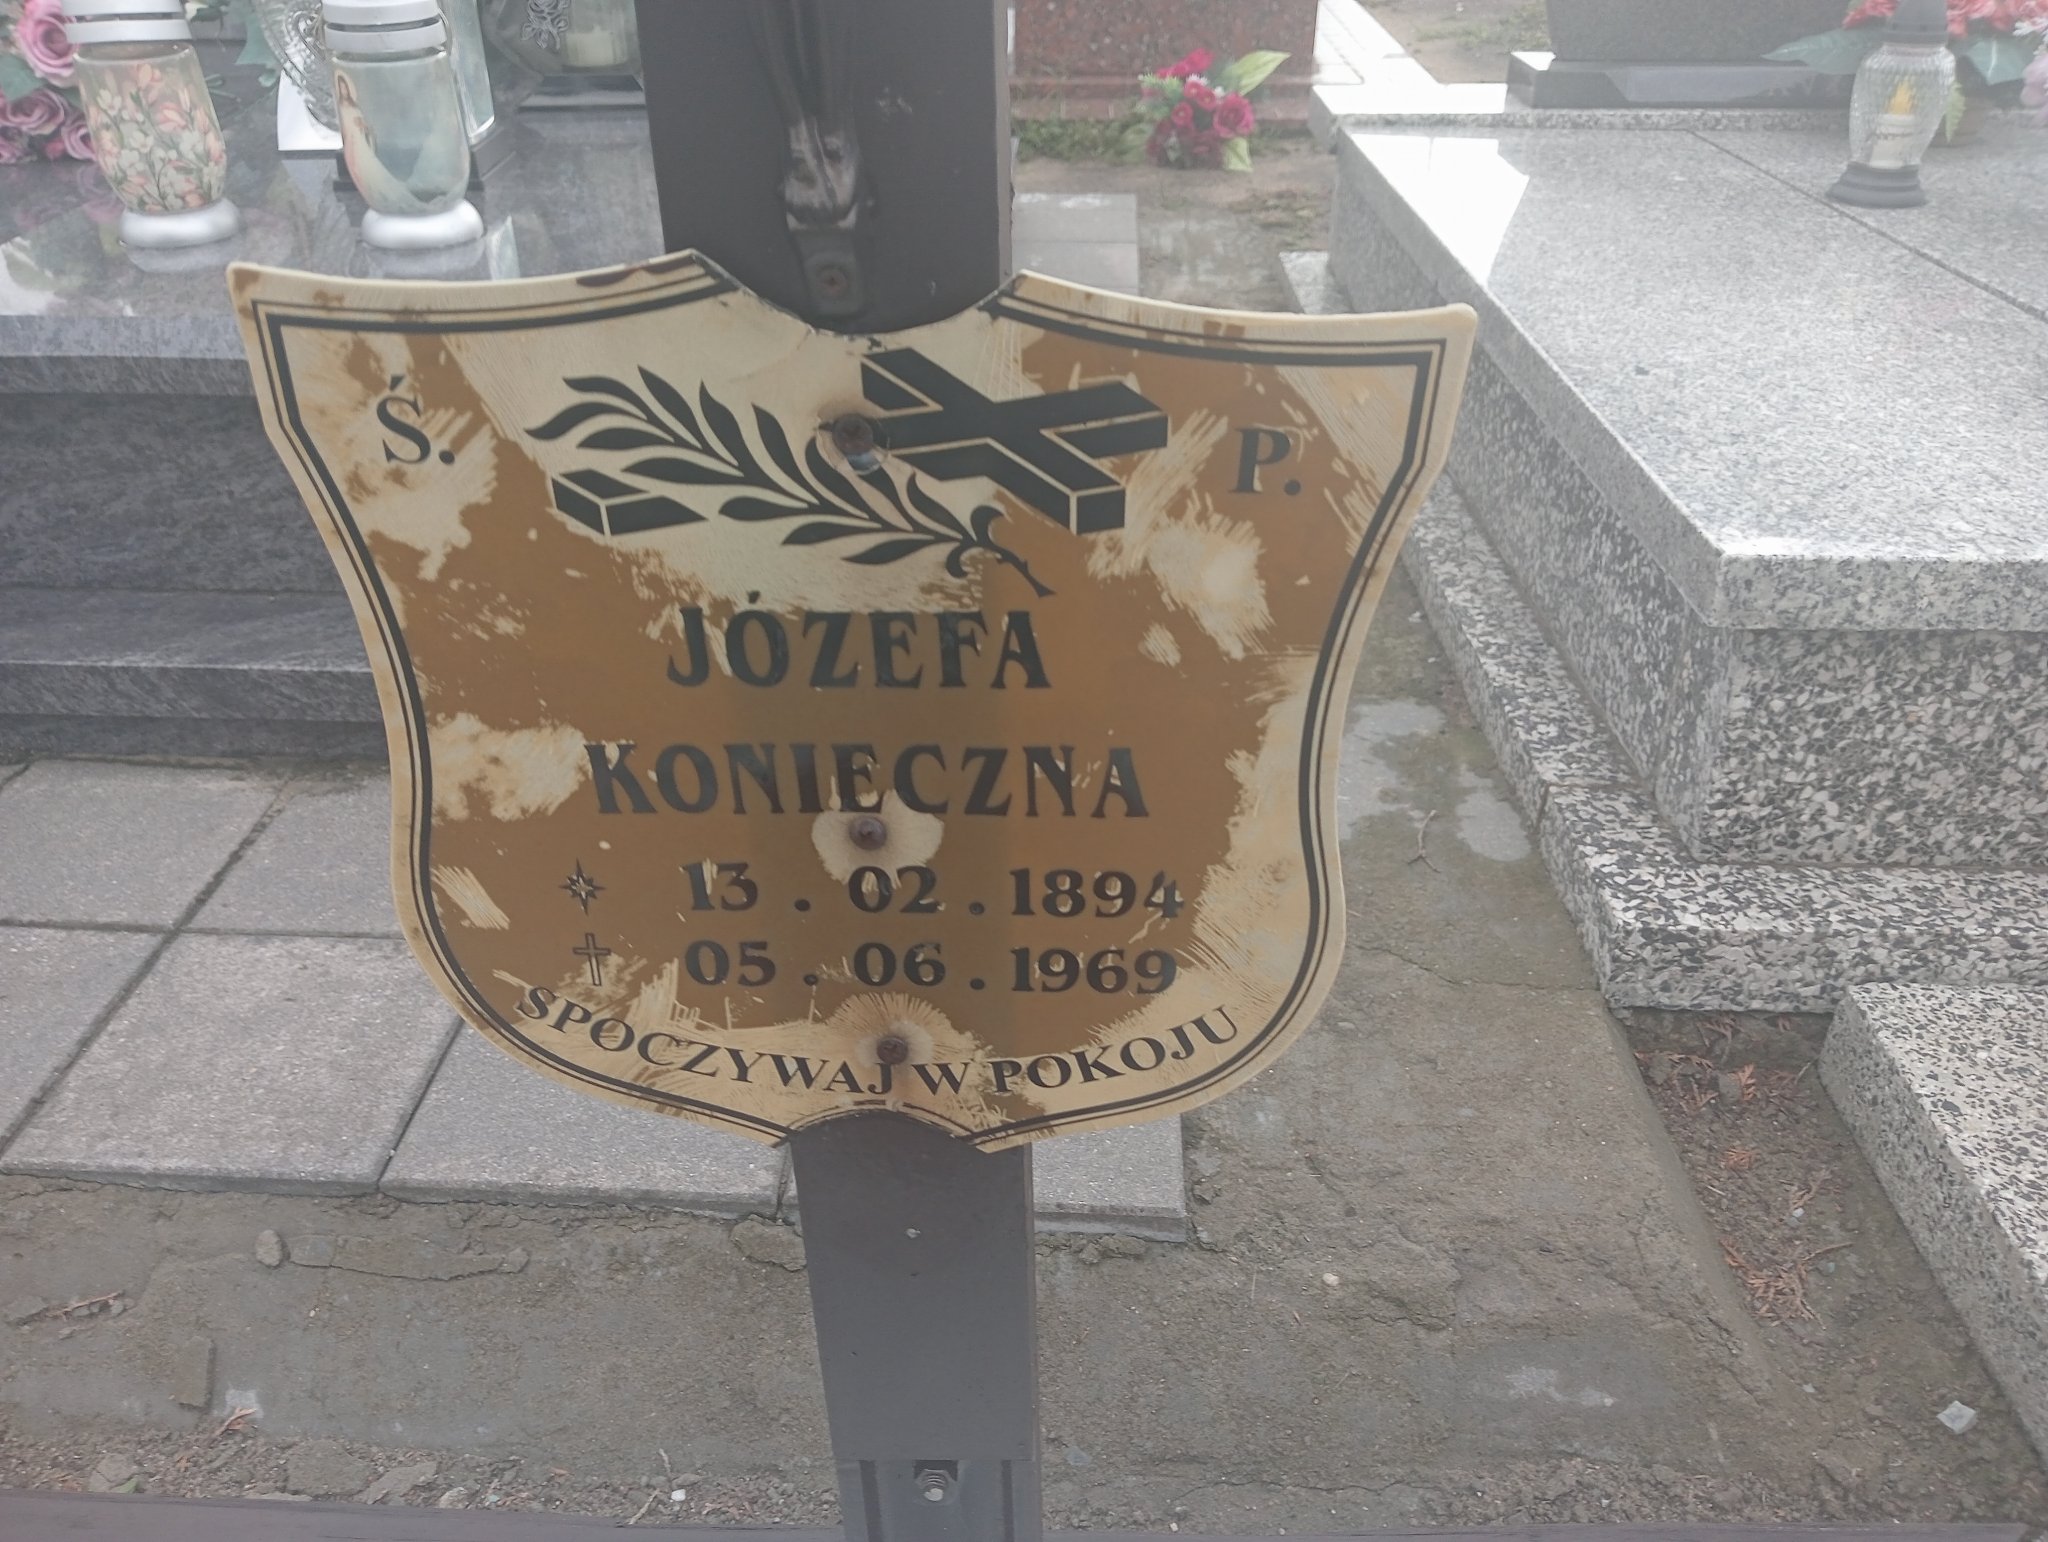 Ś. P.
JÓZEFA
KONIECZNA
13 . 02 . 1894
05 . 06 . 1969
SPOCZYWAJ W POKOJU